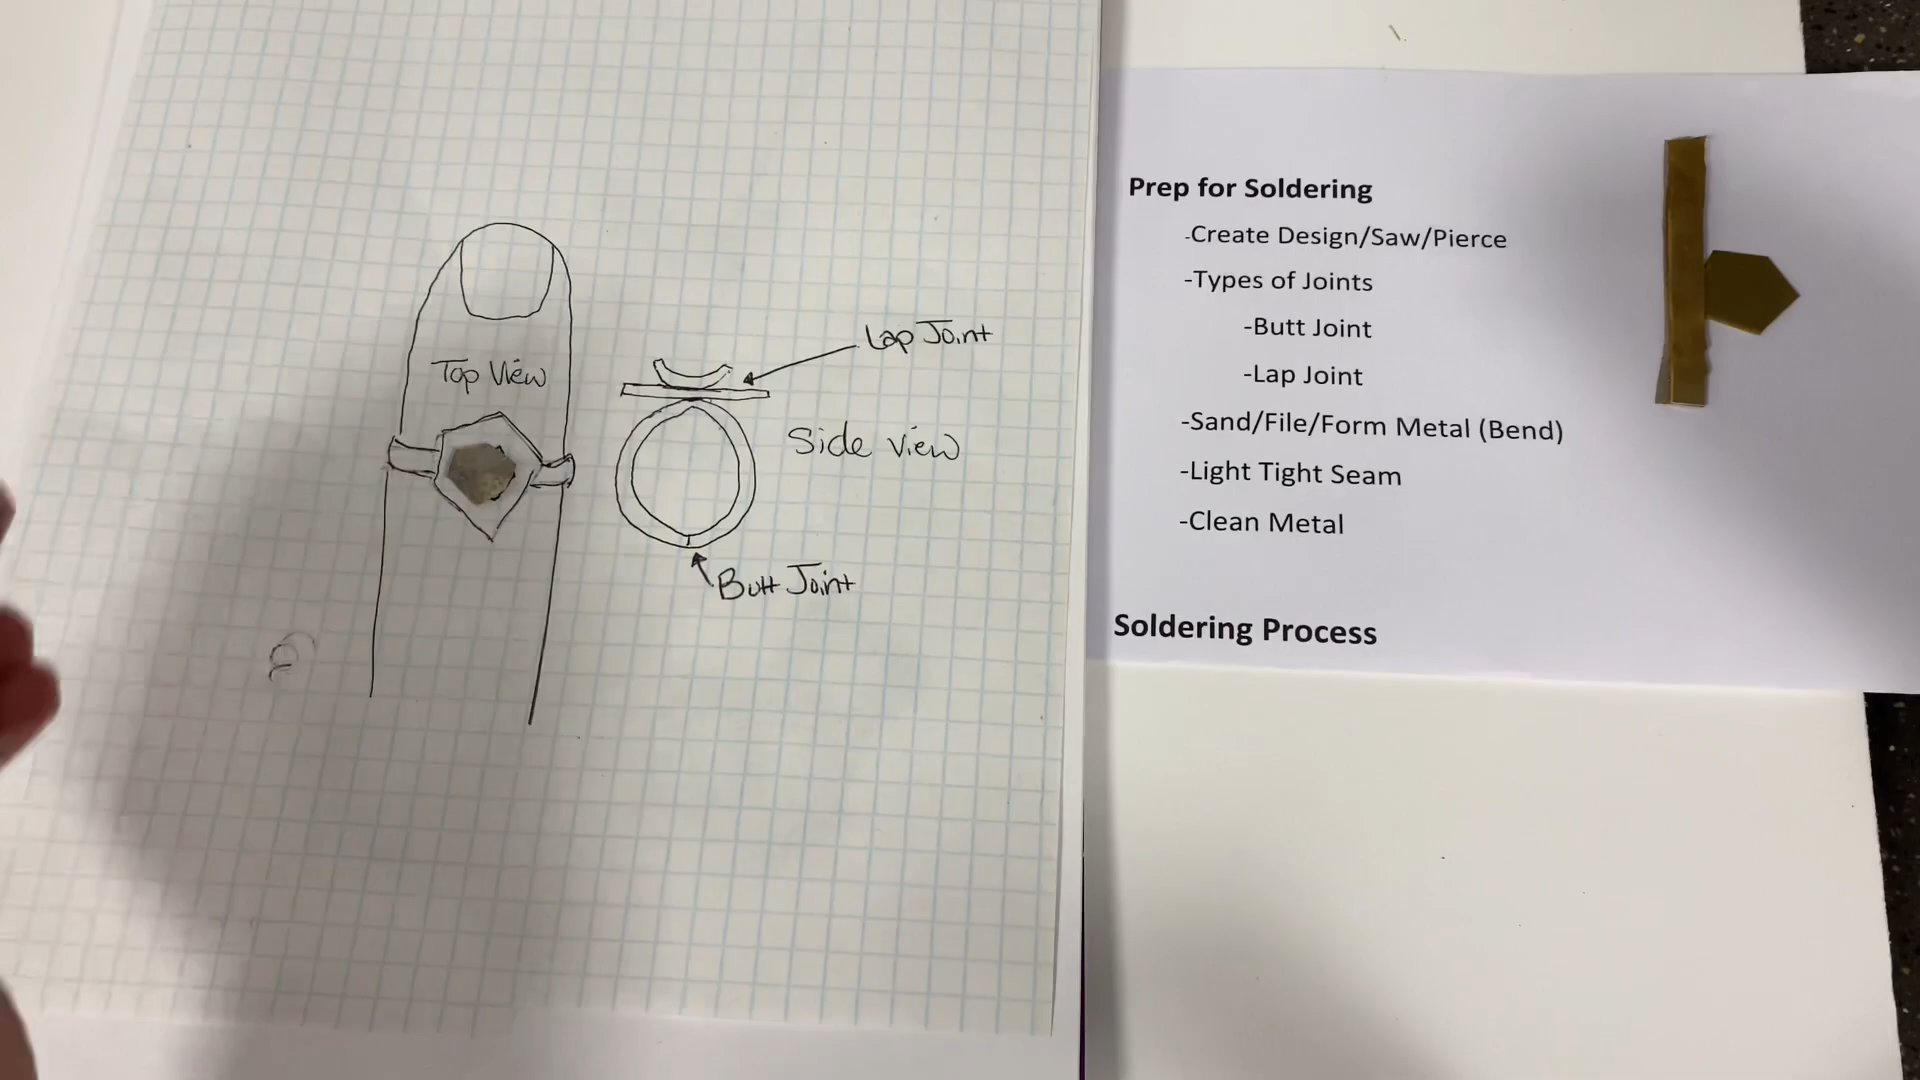 Top View
Lap Joint
Side view
Butt Joint
Prep for Soldering
-Create Design/Saw/Pierce
-Types of Joints
-Butt Joint
-Lap Joint
-Sand/File/Form Metal (Bend)
-Light Tight Seam
-Clean Metal
Soldering Process